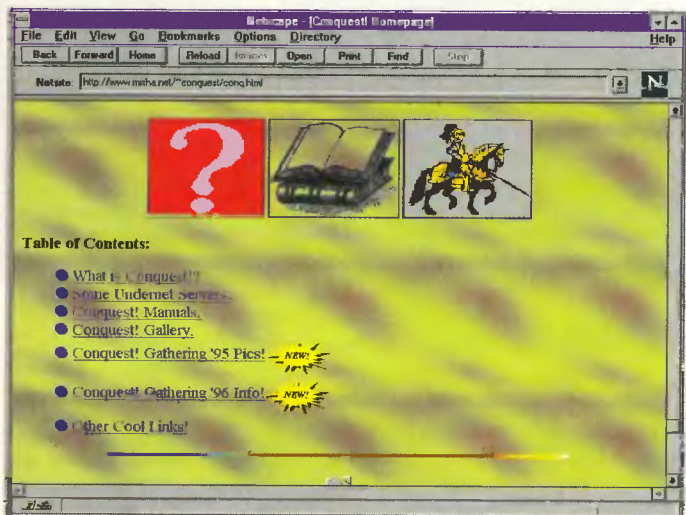 Netscape - [Conquest! Homepage]
File Edit View Go Bookmarks Options Directory Help
Back Forward Home Reload Images Open Print Find Stop
Netsite: http://www.msha.net/~conquest/conq.html
N
?
Table of Contents:
What is Conquest!?
Some Undernet Servers.
Conquest! Manuals.
Conquest! Gallery.
Conquest! Gathering '95 Pics! NEW!
Conquest! Gathering '96 Info! NEW!
Other Cool Links!